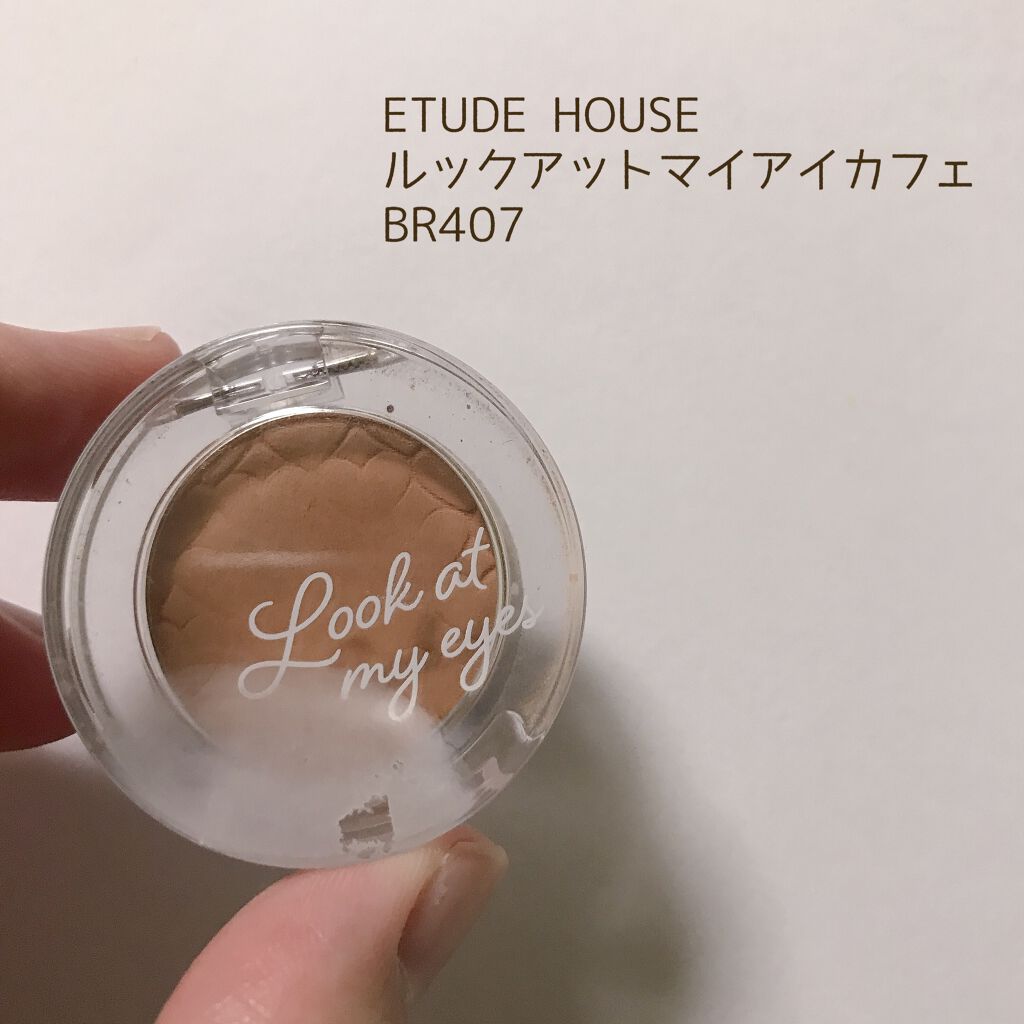 ETUDE HOUSE
ルックアットマイアイカフェ
BR407
Look at
my eyes